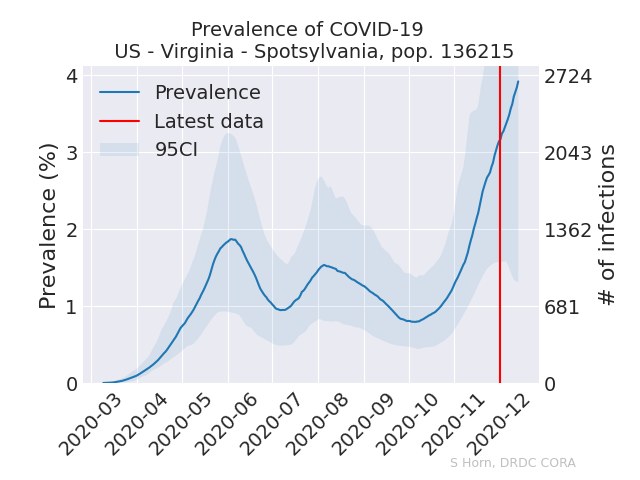 Prevalence of COVID-19
US - Virginia - Spotsylvania, pop. 136215
Prevalence
Latest data
95CI
Prevalence (%)
4
3
2
1
0
2724
2043
1362
681
0
# of infections
2020-03
2020-04
2020-05
2020-06
2020-07
2020-08
2020-09
2020-10
2020-11
2020-12
S Horn, DRDC CORA